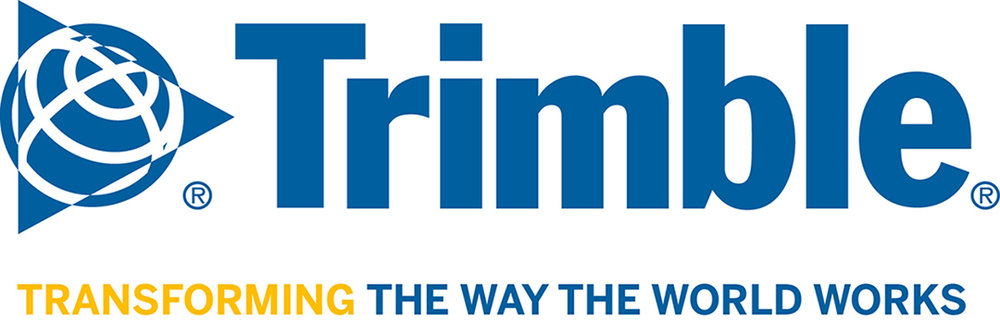 ® Trimble®
TRANSFORMING THE WAY THE WORLD WORKS